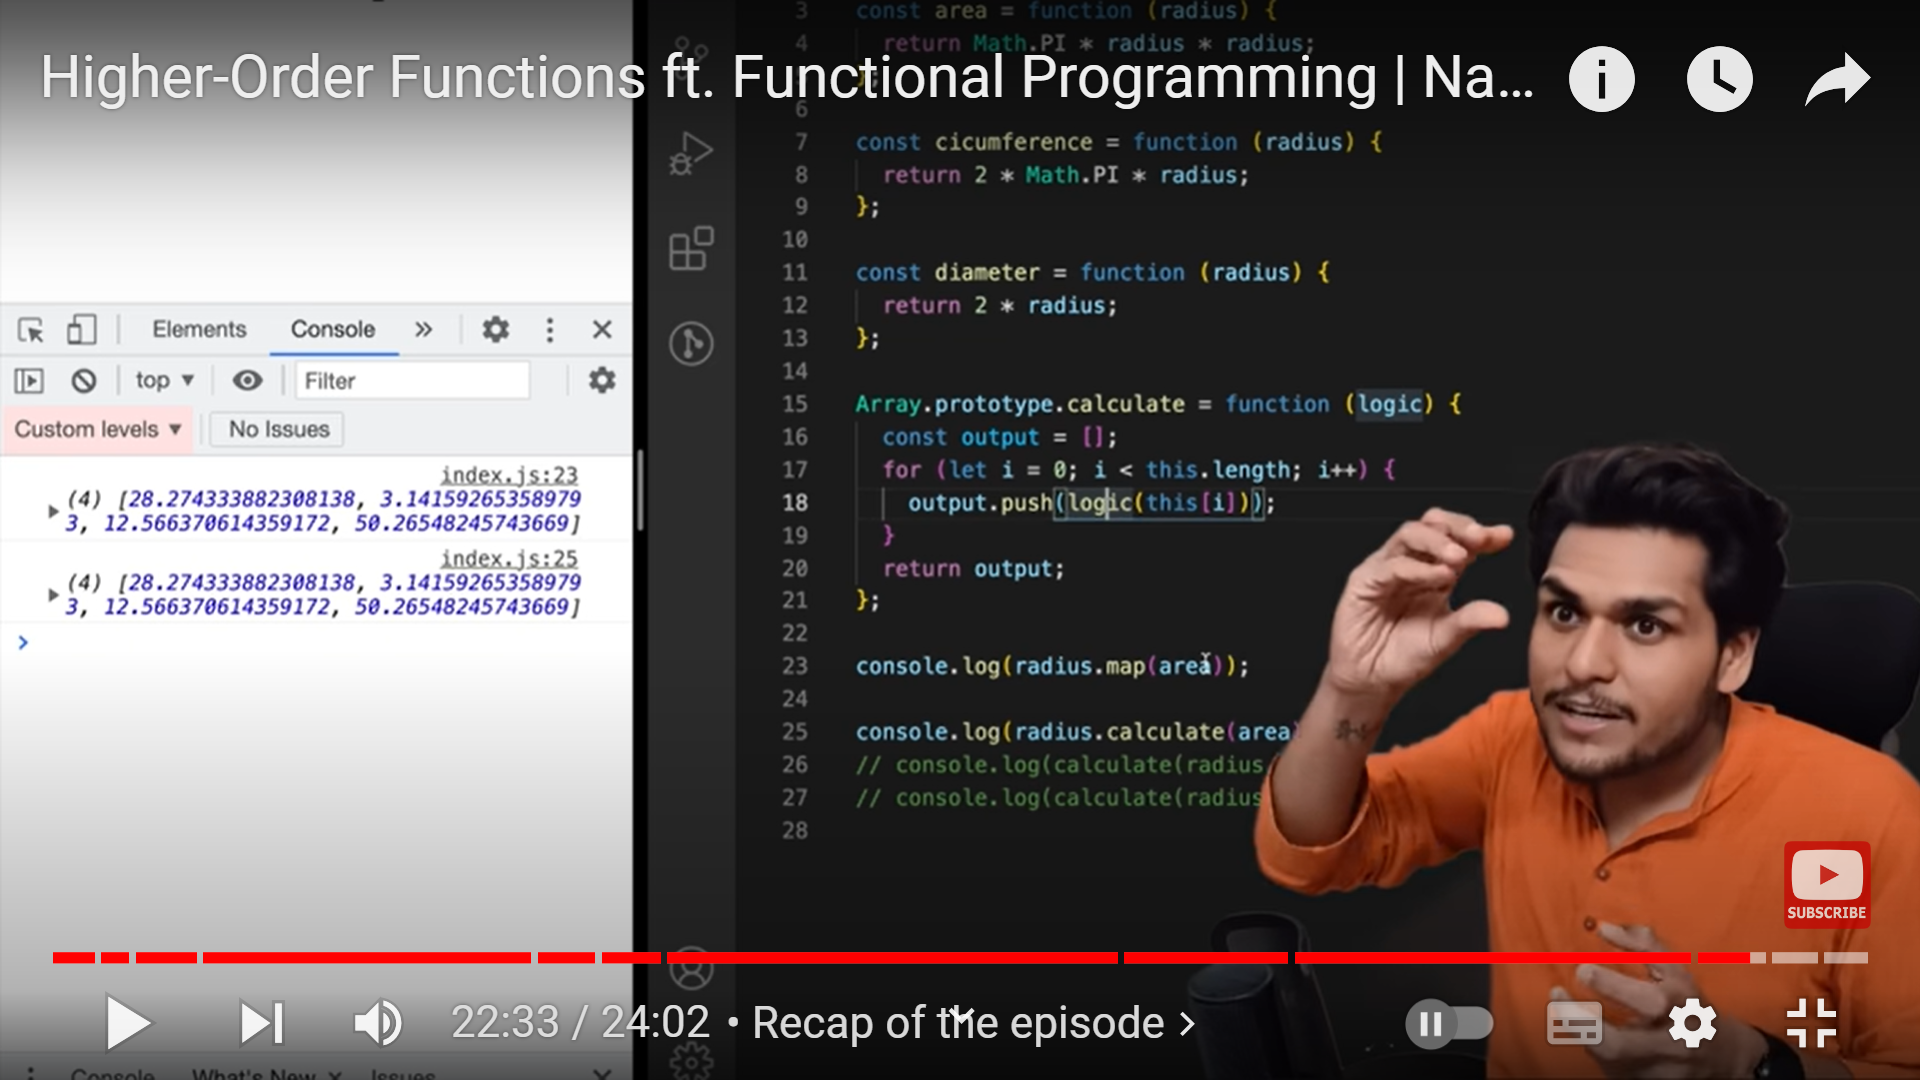 Higher-Order Functions ft. Functional Programming | Na...
Elements Console
top ▼ Filter
Custom levels ▼ No Issues
index.js:23
(4) [28.274333882308138, 3.14159265358979
3, 12.566370614359172, 50.26548245743669]
index.js:25
(4) [28.274333882308138, 3.14159265358979
3, 12.566370614359172, 50.26548245743669]
3 const area = function (radius) {
4 return Math.PI * radius * radius;
6
7 const cicumference = function (radius) {
8 return 2 * Math.PI * radius;
9 };
10
11 const diameter = function (radius) {
12 return 2 * radius;
13 };
14
15 Array.prototype.calculate = function (logic) {
16 const output = [];
17 for (let i = 0; i < this.length; i++) {
18 output.push(logic(this[i]));
19 }
20 return output;
21 };
22
23 console.log(radius.map(area));
24
25 console.log(radius.calculate(area)
26 // console.log(calculate(radius
27 // console.log(calculate(radius
28
SUBSCRIBE
22:33 / 24:02 • Recap of the episode
Console What's New Issues